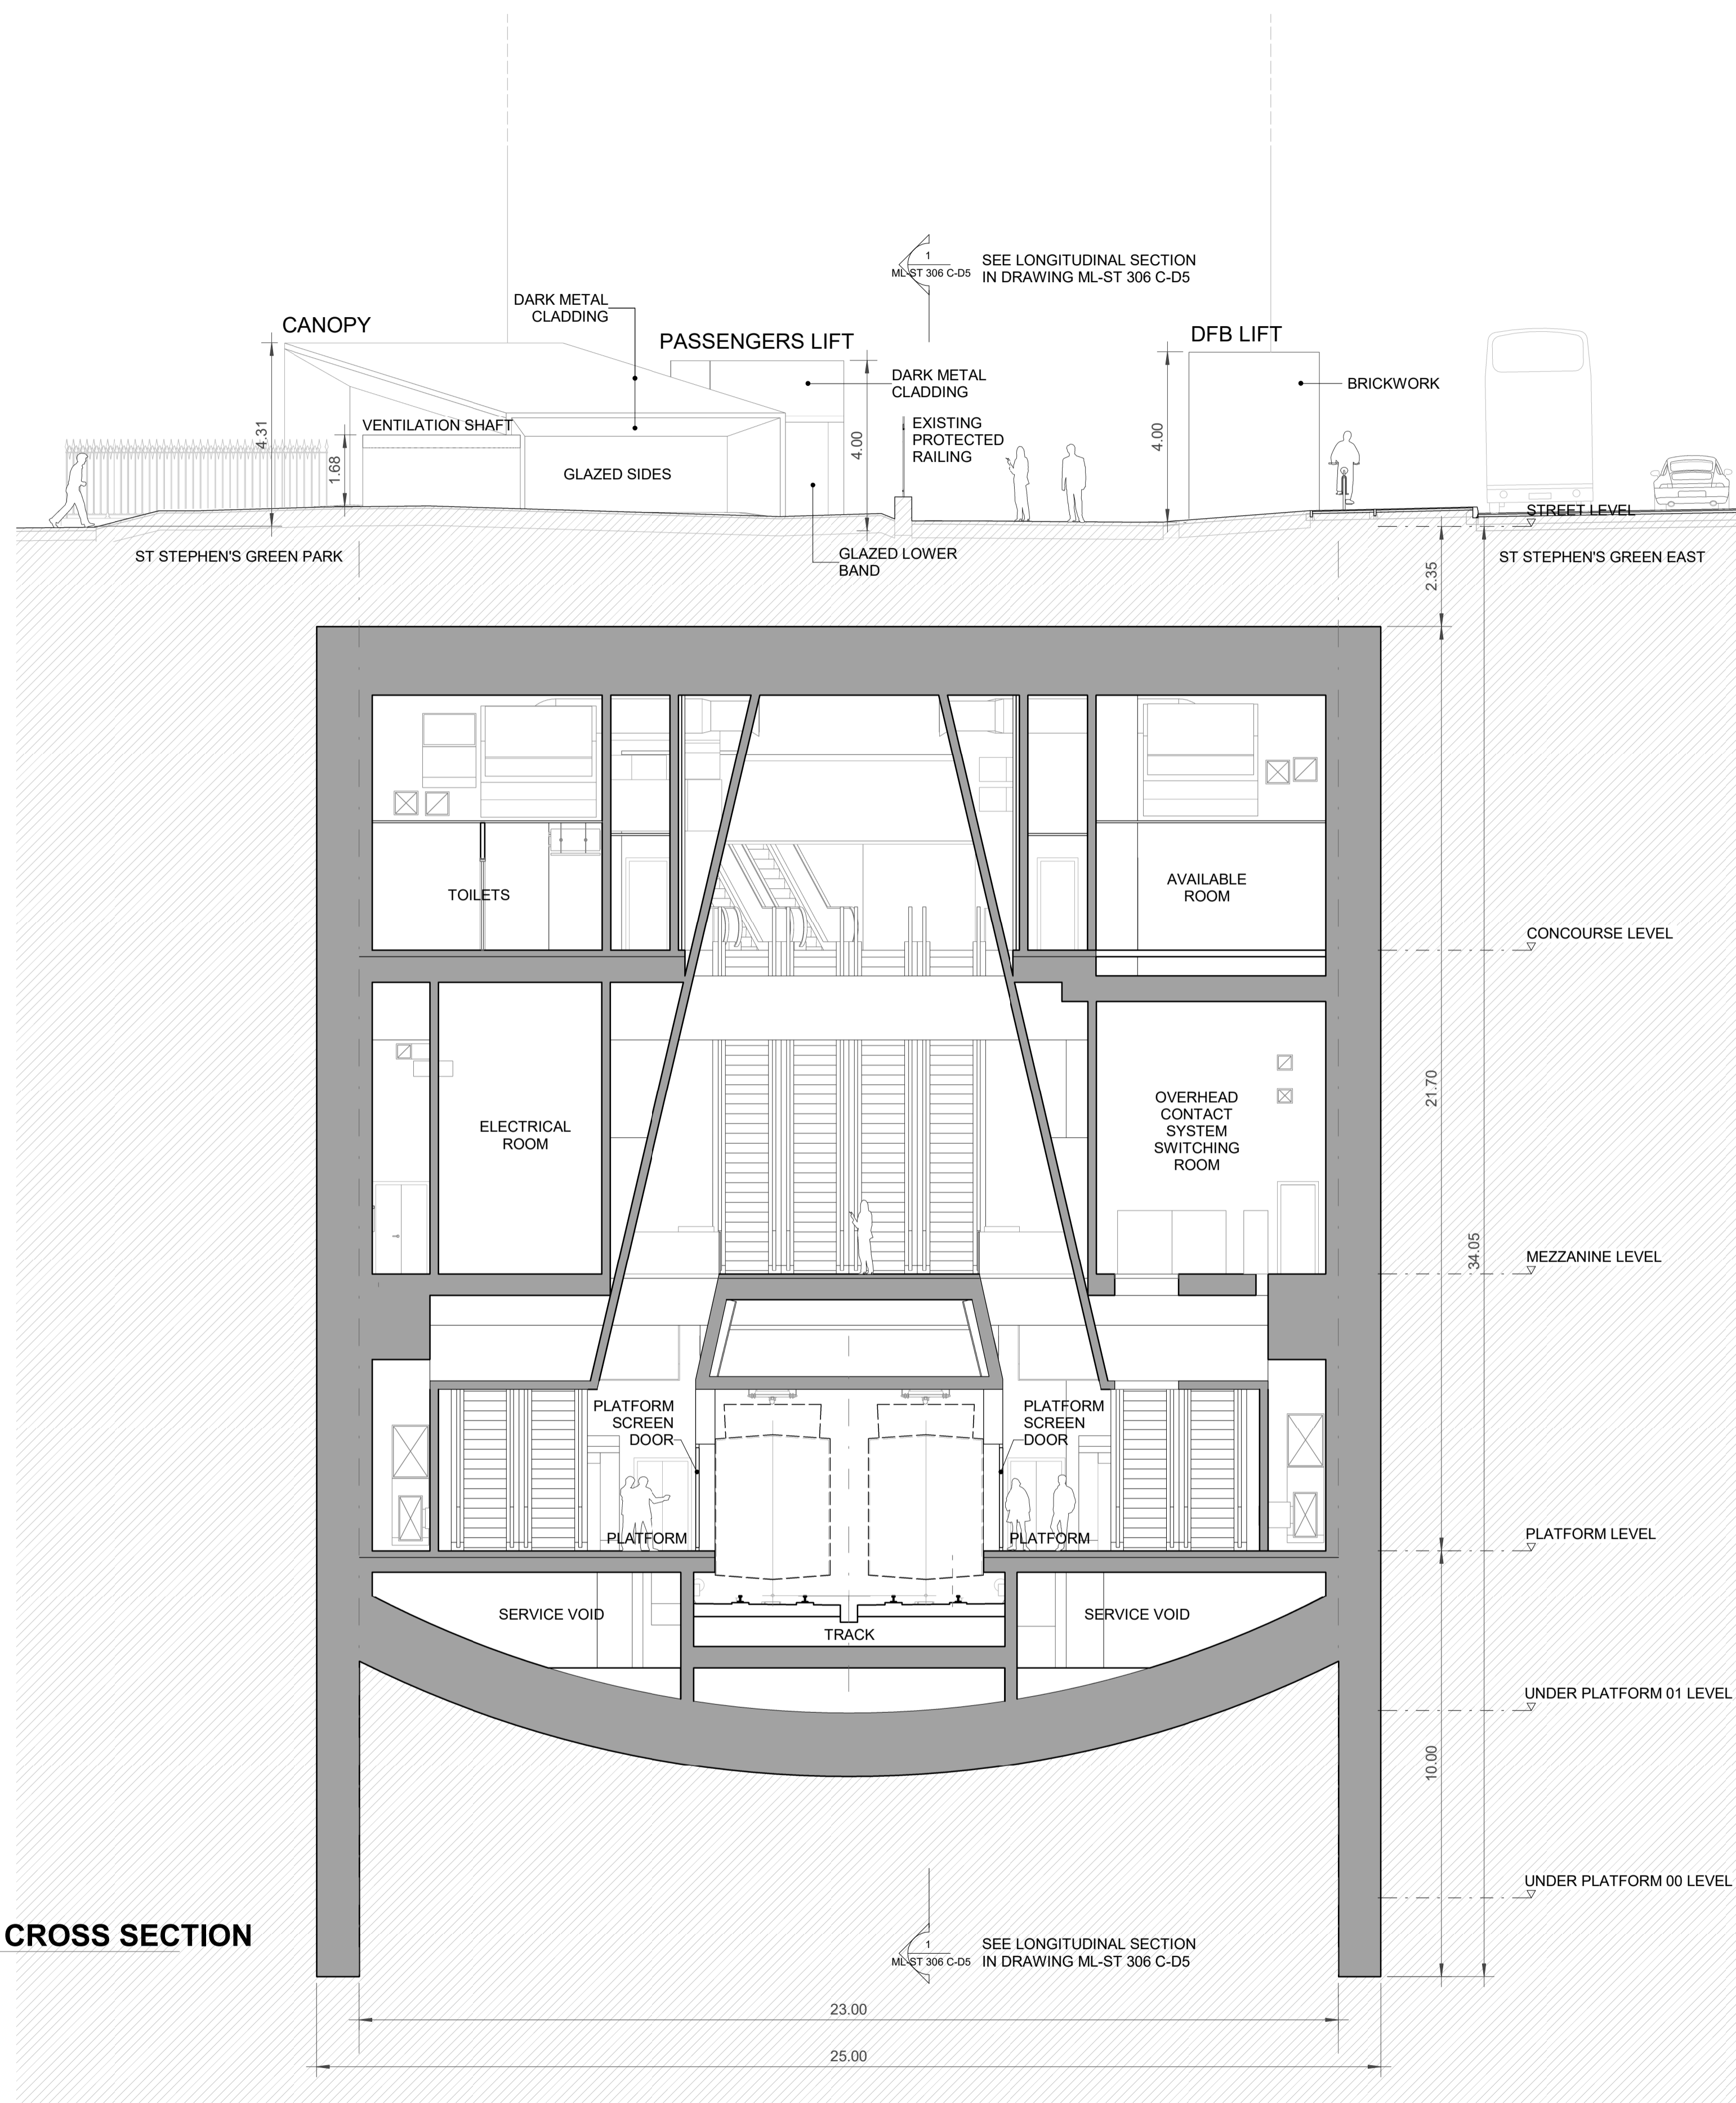 1
ML-ST 306 C-D5
SEE LONGITUDINAL SECTION
IN DRAWING ML-ST 306 C-D5
DARK METAL
CLADDING
CANOPY
PASSENGERS LIFT
DFB LIFT
DARK METAL
CLADDING
BRICKWORK
VENTILATION SHAFT
EXISTING
PROTECTED
RAILING
4.31
1.68
4.00
4.00
GLAZED SIDES
STREET LEVEL
ST STEPHEN'S GREEN PARK
GLAZED LOWER
BAND
ST STEPHEN'S GREEN EAST
2.35
TOILETS
AVAILABLE
ROOM
CONCOURSE LEVEL
21.70
ELECTRICAL
ROOM
OVERHEAD
CONTACT
SYSTEM
SWITCHING
ROOM
34.05
MEZZANINE LEVEL
PLATFORM
SCREEN
DOOR
PLATFORM
SCREEN
DOOR
PLATFORM
PLATFORM
PLATFORM LEVEL
SERVICE VOID
SERVICE VOID
TRACK
UNDER PLATFORM 01 LEVEL
10.00
UNDER PLATFORM 00 LEVEL
CROSS SECTION
1
ML-ST 306 C-D5
SEE LONGITUDINAL SECTION
IN DRAWING ML-ST 306 C-D5
23.00
25.00